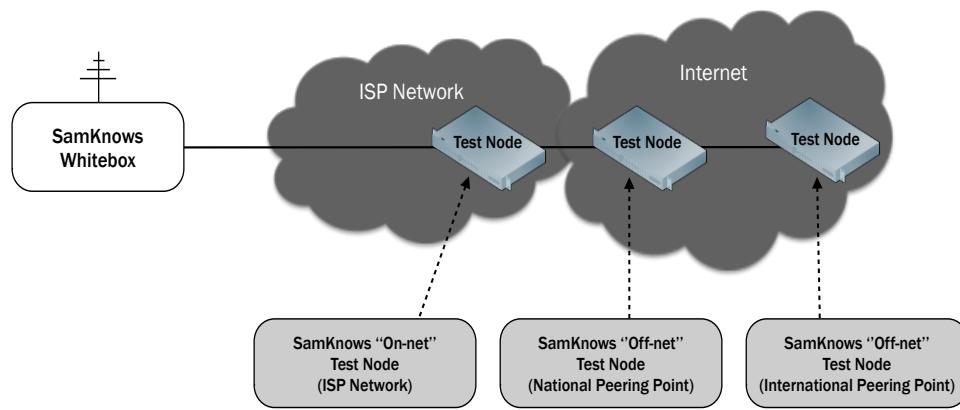 ISP Network
Internet
SamKnows
Whitebox
Test Node
Test Node
Test Node
SamKnows "On-net"
Test Node
(ISP Network)
SamKnows ''Off-net''
Test Node
(National Peering Point)
SamKnows ''Off-net''
Test Node
(International Peering Point)